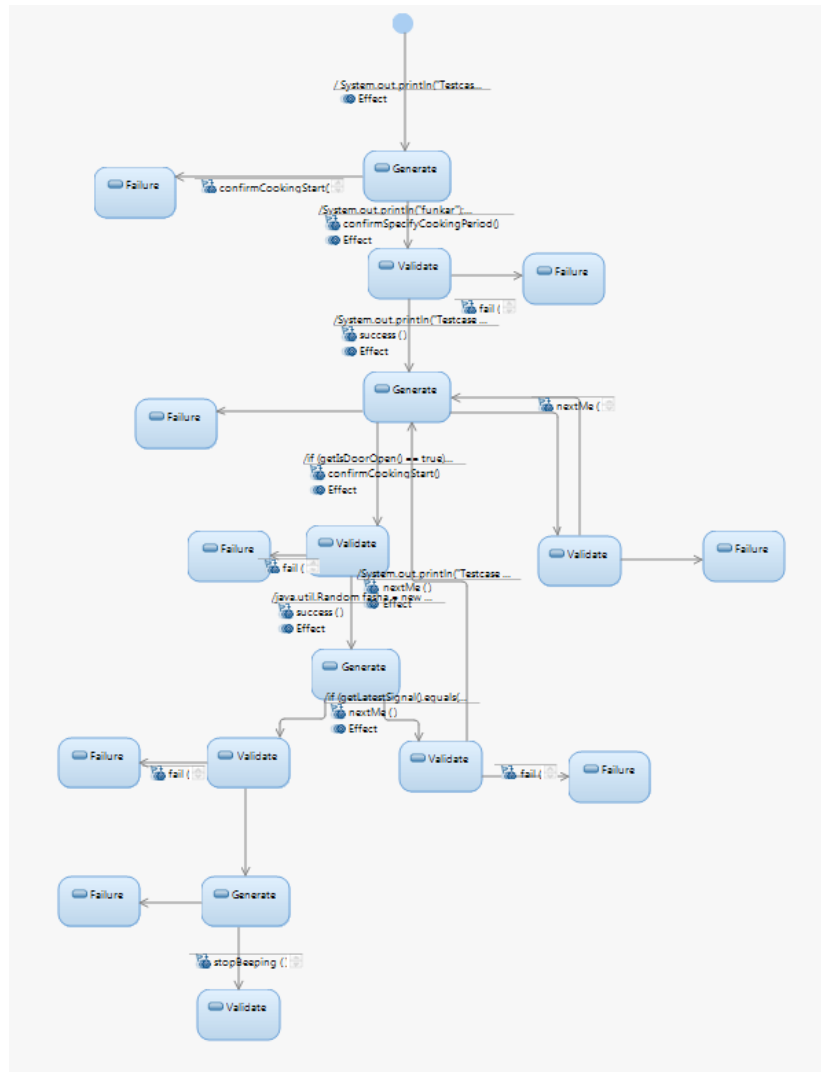 / System.out.println("Testcas...
Effect
Generate
Failure
confirmCookingStart(
/System.out.println("funkar");...
confirmSpecifyCookingPeriod()
Effect
Validate
Failure
fail (
/System.out.println("Testcase ...
success ()
Effect
Generate
nextMe (
Failure
/if (getIsDoorOpen() == true)...
confirmCookingStart()
Effect
Failure
Validate
Validate
Failure
fail (
/System.out.println("Testcase ...
nextMe ()
Effect
/java.util.Random fasha = new ...
success ()
Effect
Generate
/if (getLatestSignal().equals(...
nextMe ()
Effect
Failure
Validate
Validate
Failure
fail (
fail (
Failure
Generate
stopBeeping (
Validate